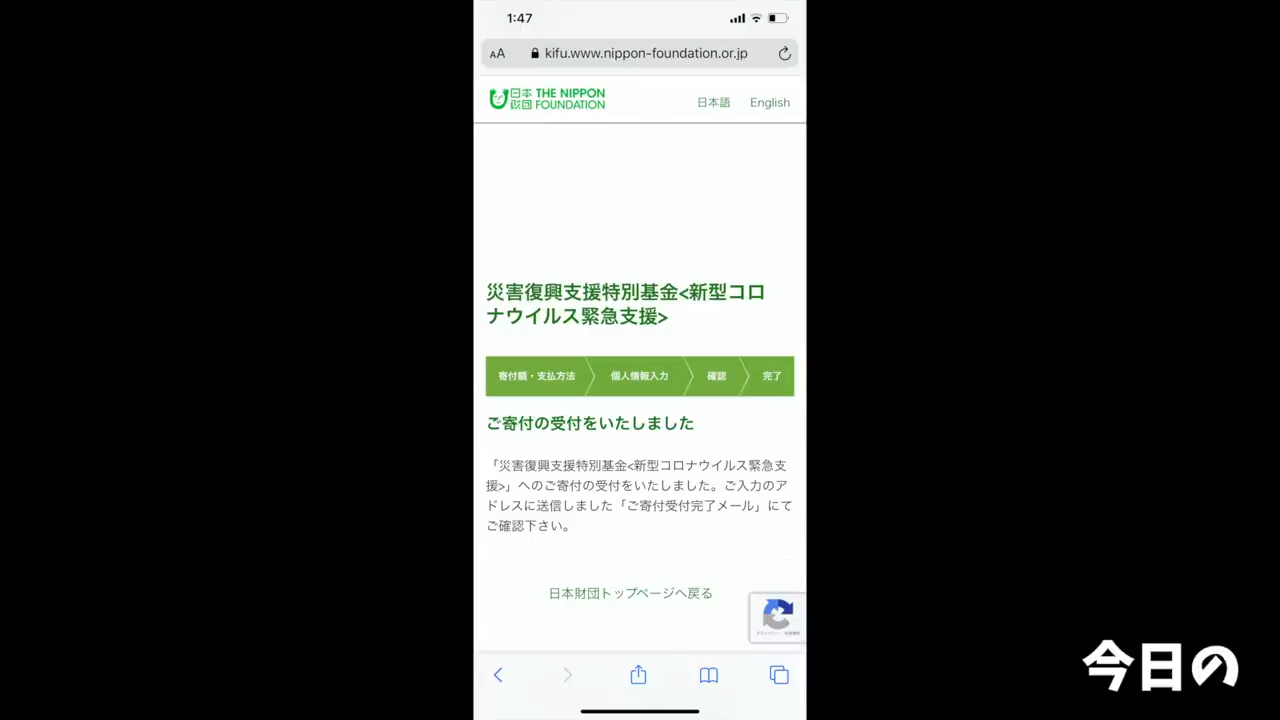 1:47
AA kifu.www.nippon-foundation.or.jp
日本 THE NIPPON
財団 FOUNDATION
日本語 English
災害復興支援特別基金<新型コロ
ナウイルス緊急支援>
寄付額・支払方法 個人情報入力 確認 完了
ご寄付の受付をいたしました
「災害復興支援特別基金<新型コロナウイルス緊急支
援>」へのご寄付の受付をいたしました。ご入力のア
ドレスに送信しました「ご寄付受付完了メール」にて
ご確認下さい。
日本財団トップページへ戻る
今日の